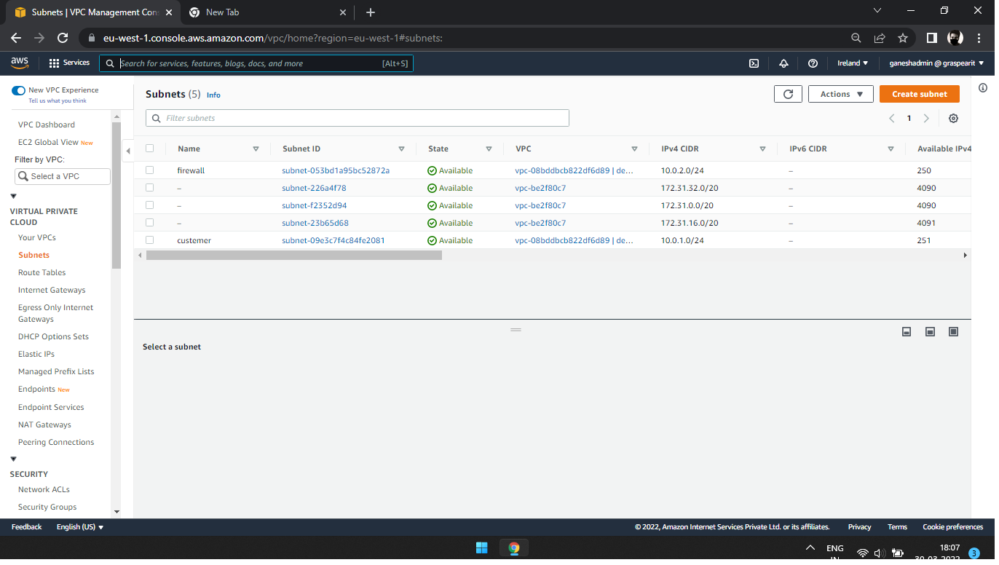 Subnets | VPC Management Con
New Tab
eu-west-1.console.aws.amazon.com/vpc/home?region=eu-west-1#subnets:
aws
Services
Search for services, features, blogs, docs, and more
[Alt+S]
Ireland ▼
ganeshadmin @ graspearit ▼
New VPC Experience
Tell us what you think
VPC Dashboard
EC2 Global View New
Filter by VPC:
Select a VPC
VIRTUAL PRIVATE
CLOUD
Your VPCs
Subnets
Route Tables
Internet Gateways
Egress Only Internet
Gateways
DHCP Options Sets
Elastic IPs
Managed Prefix Lists
Endpoints New
Endpoint Services
NAT Gateways
Peering Connections
SECURITY
Network ACLs
Security Groups
Subnets (5) Info
Actions ▼
Create subnet
Filter subnets
1
Name Subnet ID State VPC IPv4 CIDR IPv6 CIDR Available IPv4
firewall subnet-053bd1a95bc52872a Available vpc-08bddbcb822df6d89 | de... 10.0.2.0/24 – 250
– subnet-226a4f78 Available vpc-be2f80c7 172.31.32.0/20 – 4090
– subnet-f2352d94 Available vpc-be2f80c7 172.31.0.0/20 – 4090
– subnet-23b65d68 Available vpc-be2f80c7 172.31.16.0/20 – 4091
custemer subnet-09e3c7f4c84fe2081 Available vpc-08bddbcb822df6d89 | de... 10.0.1.0/24 – 251
Select a subnet
Feedback English (US) ▼
© 2022, Amazon Internet Services Private Ltd. or its affiliates. Privacy Terms Cookie preferences
ENG
IN
18:07
30-03-2022
3